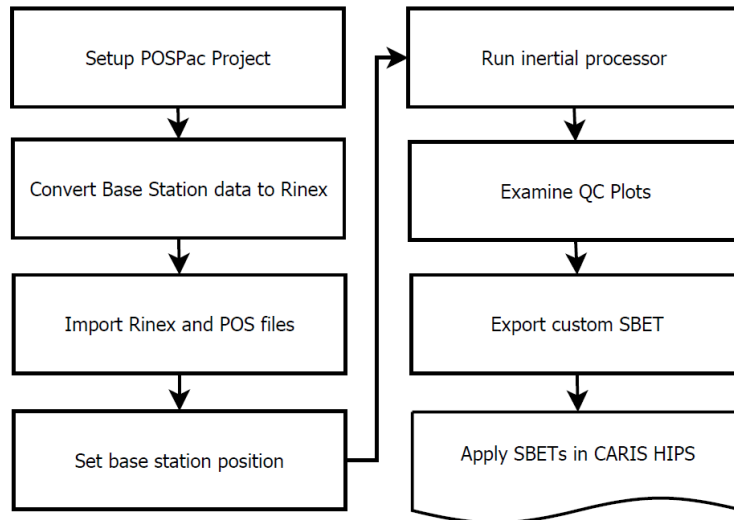 Setup POSPac Project
Convert Base Station data to Rinex
Import Rinex and POS files
Set base station position
Run inertial processor
Examine QC Plots
Export custom SBET
Apply SBETs in CARIS HIPS